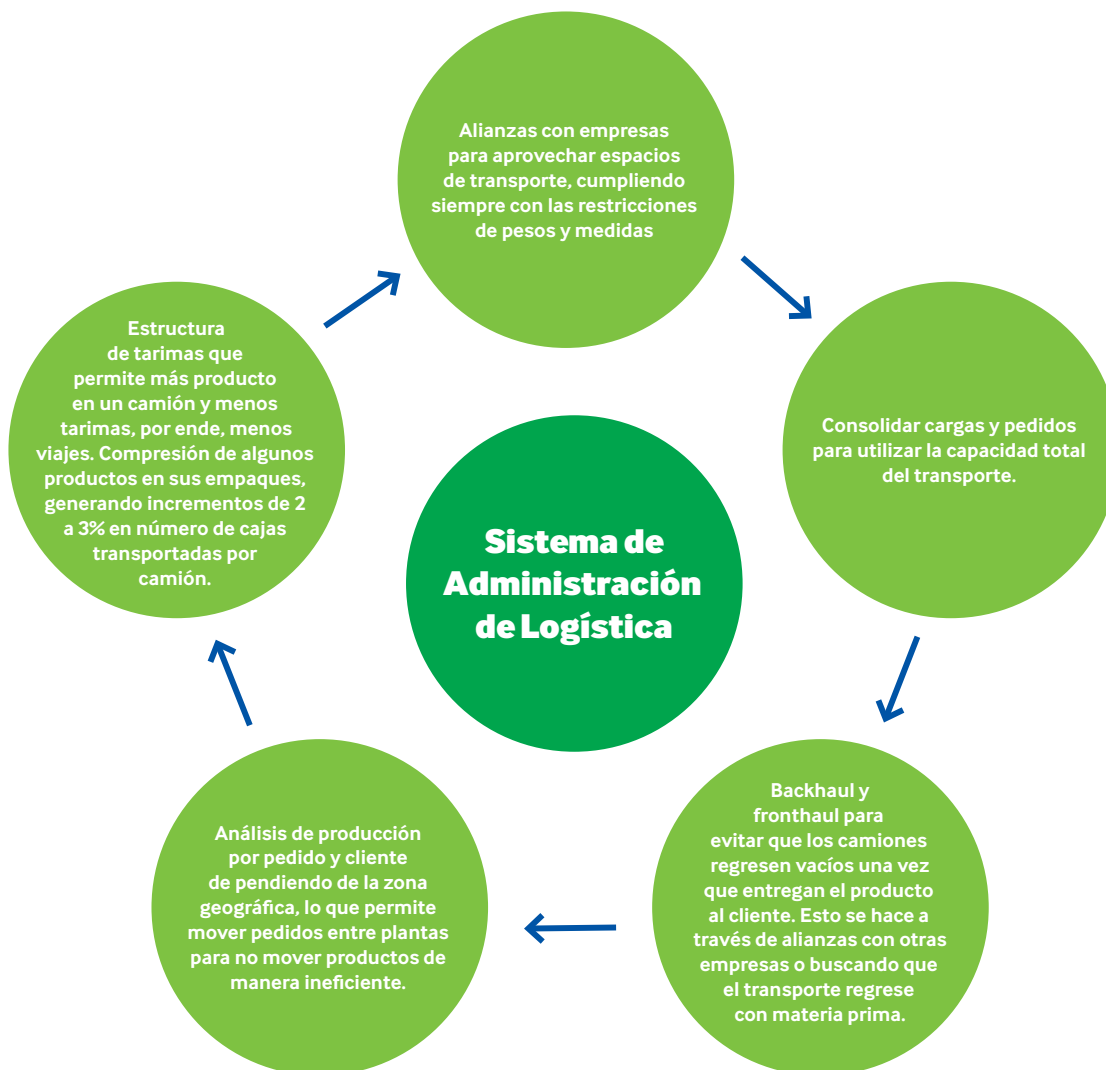 Alianzas con empresas
para aprovechar espacios
de transporte, cumpliendo
siempre con las restricciones
de pesos y medidas
Consolidar cargas y pedidos
para utilizar la capacidad total
del transporte.
Backhaul y
fronthaul para
evitar que los camiones
regresen vacíos una vez
que entregan el producto
al cliente. Esto se hace a
través de alianzas con otras
empresas o buscando que
el transporte regrese
con materia prima.
Análisis de producción
por pedido y cliente
de pendiendo de la zona
geográfica, lo que permite
mover pedidos entre plantas
para no mover productos de
manera ineficiente.
Estructura
de tarimas que
permite más producto
en un camión y menos
tarimas, por ende, menos
viajes. Compresión de algunos
productos en sus empaques,
generando incrementos de 2
a 3% en número de cajas
transportadas por
camión.
Sistema de
Administración
de Logística